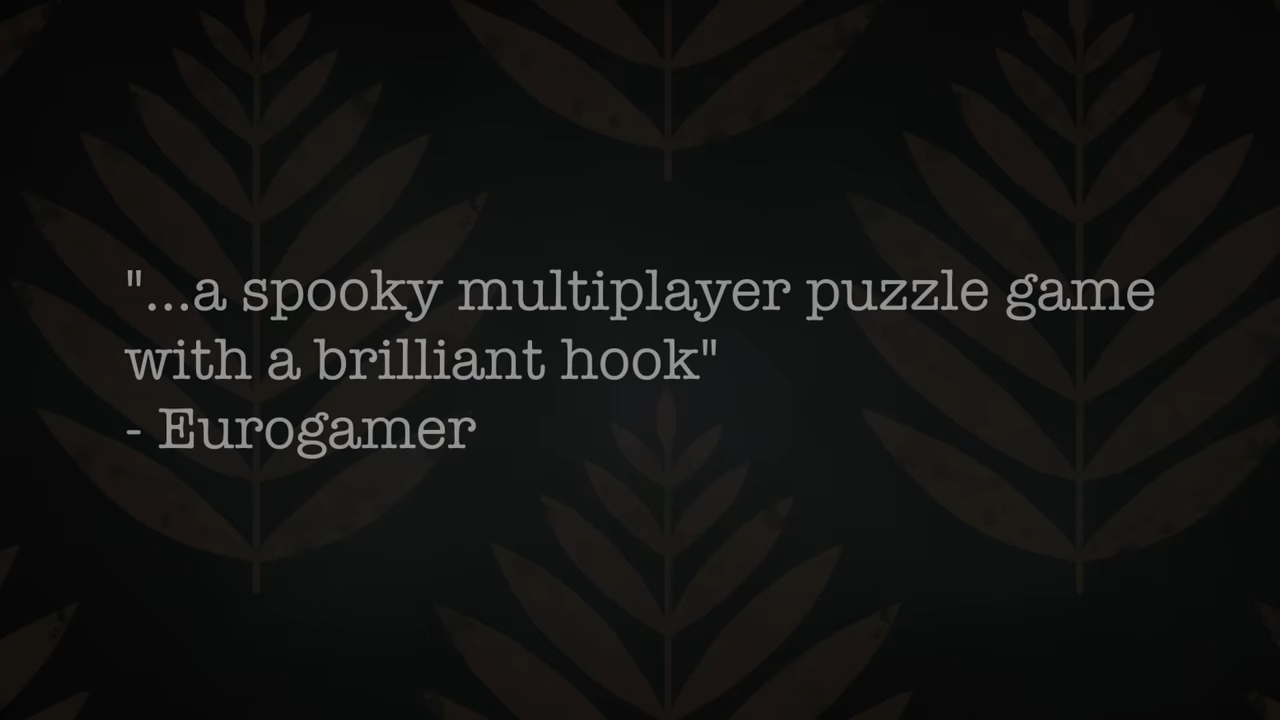 "...a spooky multiplayer puzzle game
with a brilliant hook"
- Eurogamer